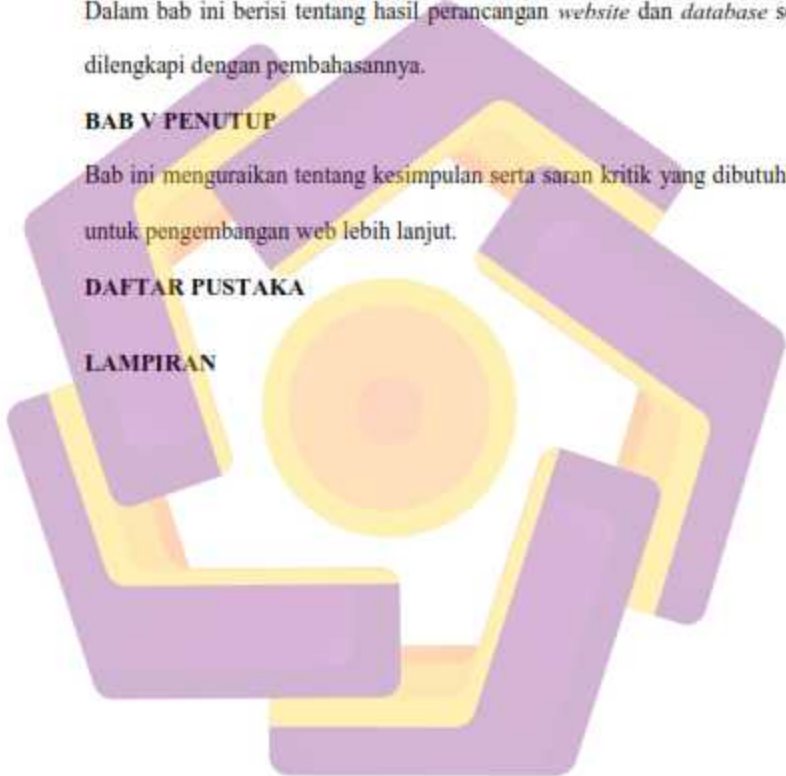 Dalam bab ini berisi tentang hasil perancangan website dan database
dilengkapi dengan pembahasannya.
BAB V PENUTUP
Bab ini menguraikan tentang kesimpulan serta saran kritik yang
untuk pengembangan web lebih lanjut.
DAFTAR PUSTAKA
LAMPIRAN